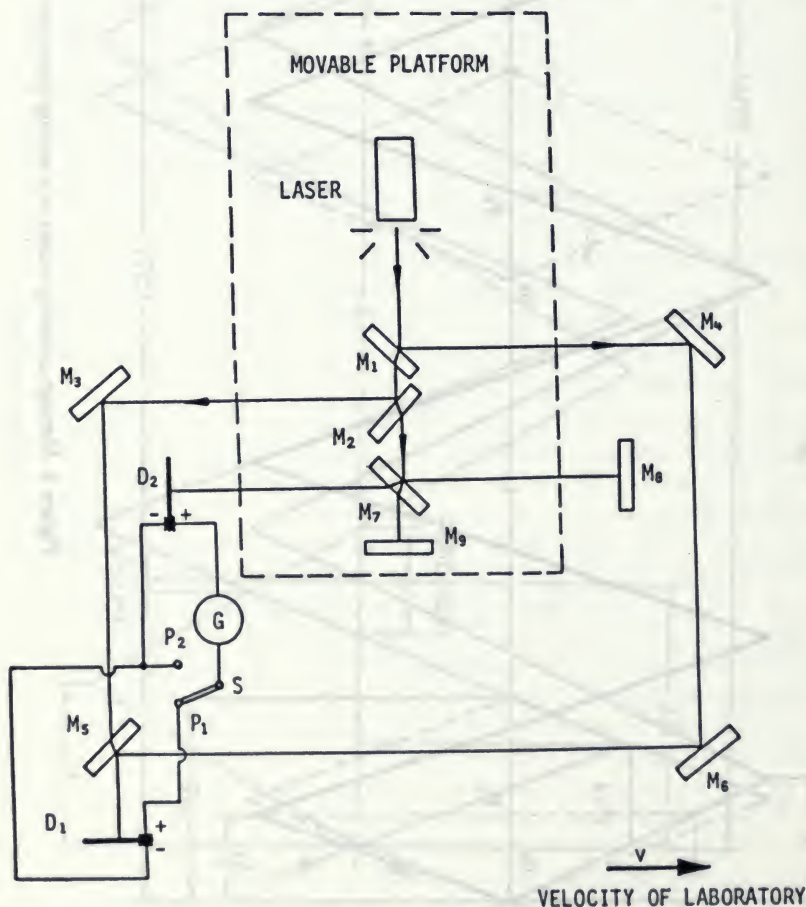 MOVABLE PLATFORM
LASER
M₁
M₄
M₃
M₂
D₂
M₇
M₈
- +
M₉
G
P₂
S
M₅
P₁
M₆
D₁
+
-
v
VELOCITY OF LABORATORY